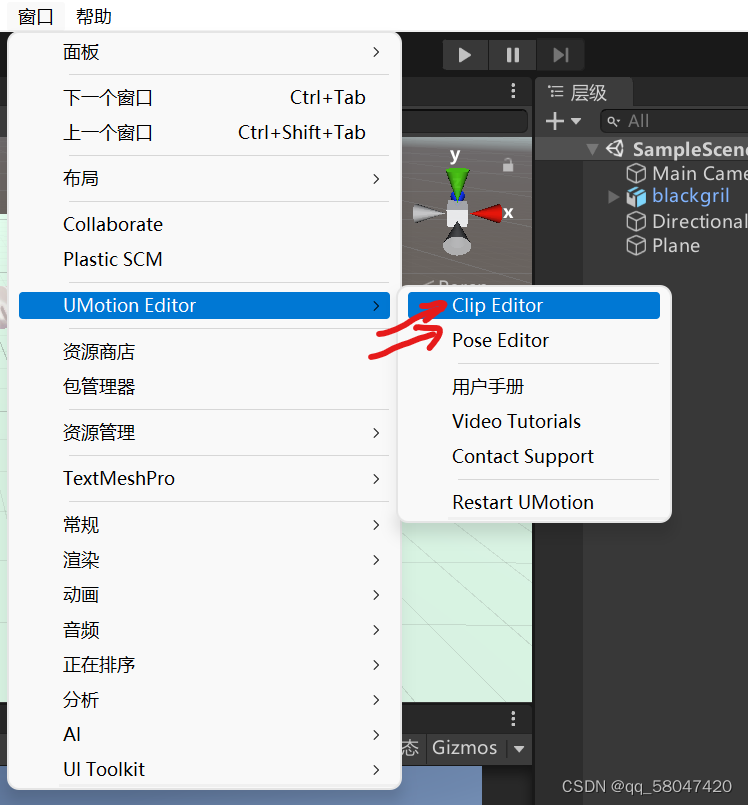 窗口 帮助
面板
下一个窗口 Ctrl+Tab
上一个窗口 Ctrl+Shift+Tab
布局
Collaborate
Plastic SCM
UMotion Editor
资源商店
包管理器
资源管理
TextMeshPro
常规
渲染
动画
音频
正在排序
分析
AI
UI Toolkit
Clip Editor
Pose Editor
用户手册
Video Tutorials
Contact Support
Restart UMotion
y
x
Persp
态 Gizmos
层级
All
SampleScene
Main Came
blackgril
Directional
Plane
CSDN @qq_58047420